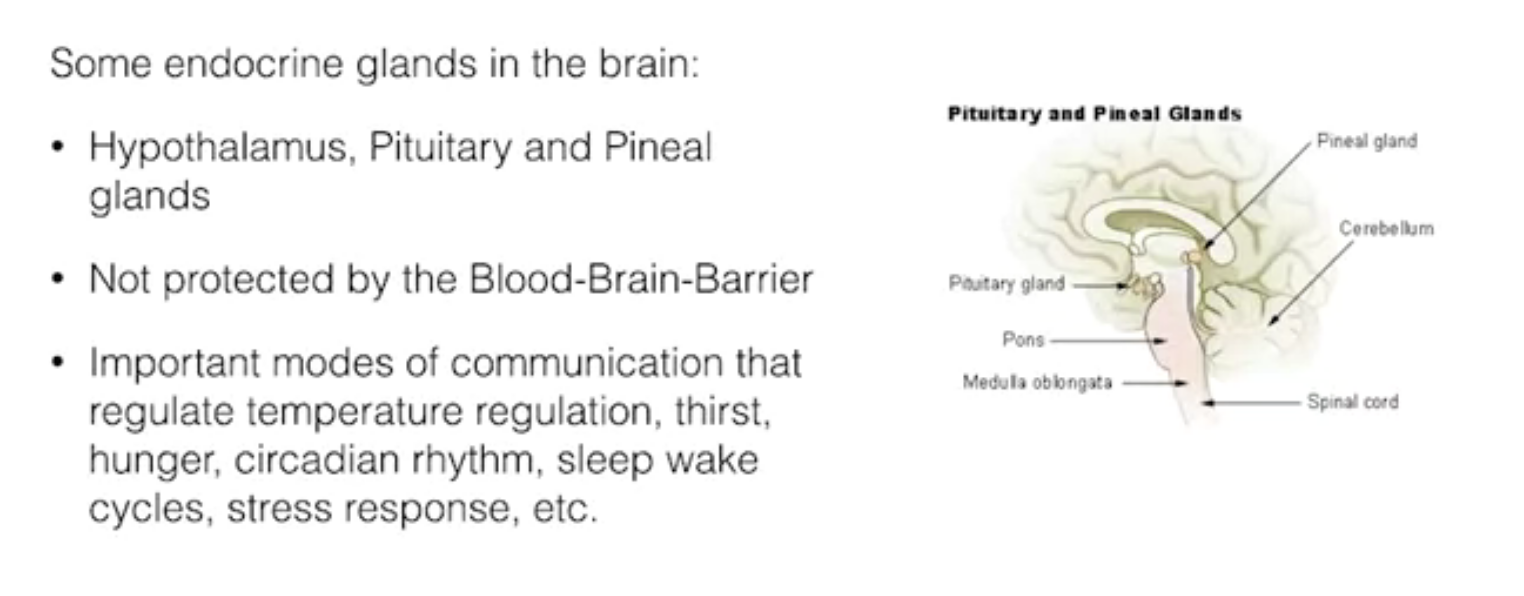 Some endocrine glands in the brain:
• Hypothalamus, Pituitary and Pineal
glands
• Not protected by the Blood-Brain-Barrier
• Important modes of communication that
regulate temperature regulation, thirst,
hunger, circadian rhythm, sleep wake
cycles, stress response, etc.
Pituitary and Pineal Glands
Pineal gland
Cerebellum
Pituitary gland
Pons
Medulla oblongata
Spinal cord